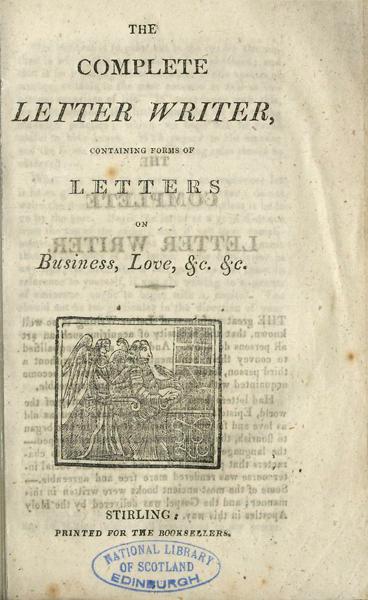 THE
COMPLETE
LETTER WRITER,
CONTAINING FORMS OF
LETTERS
ON
Business, Love, &c. &c.
STIRLING:
PRINTED FOR THE BOOKSELLERS.
NATIONAL LIBRARY
OF SCOTLAND
EDINBURGH